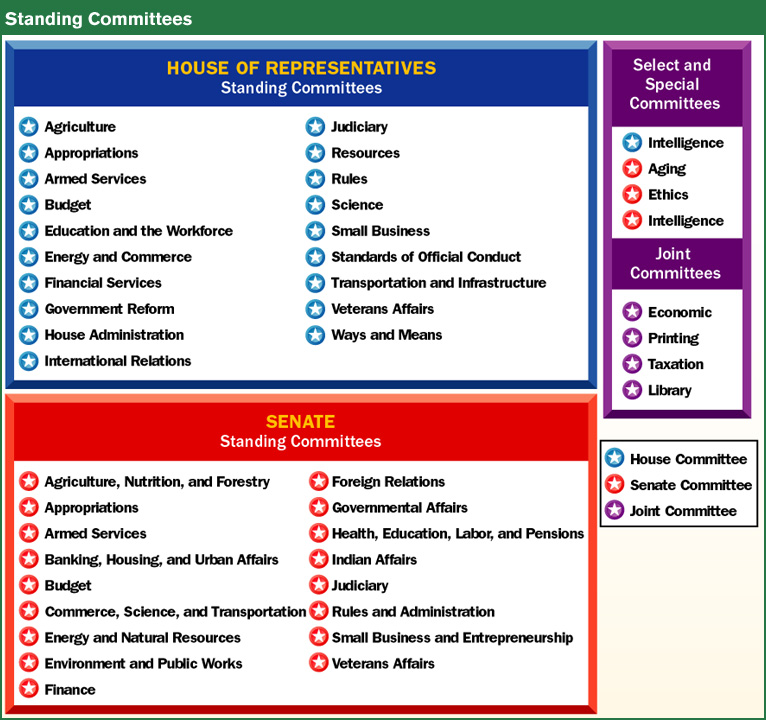 Standing Committees
HOUSE OF REPRESENTATIVES
Standing Committees
Agriculture
Appropriations
Armed Services
Budget
Education and the Workforce
Energy and Commerce
Financial Services
Government Reform
House Administration
International Relations
Judiciary
Resources
Rules
Science
Small Business
Standards of Official Conduct
Transportation and Infrastructure
Veterans Affairs
Ways and Means
SENATE
Standing Committees
Agriculture, Nutrition, and Forestry
Appropriations
Armed Services
Banking, Housing, and Urban Affairs
Budget
Commerce, Science, and Transportation
Energy and Natural Resources
Environment and Public Works
Finance
Foreign Relations
Governmental Affairs
Health, Education, Labor, and Pensions
Indian Affairs
Judiciary
Rules and Administration
Small Business and Entrepreneurship
Veterans Affairs
Select and
Special
Committees
Intelligence
Aging
Ethics
Intelligence
Joint
Committees
Economic
Printing
Taxation
Library
House Committee
Senate Committee
Joint Committee